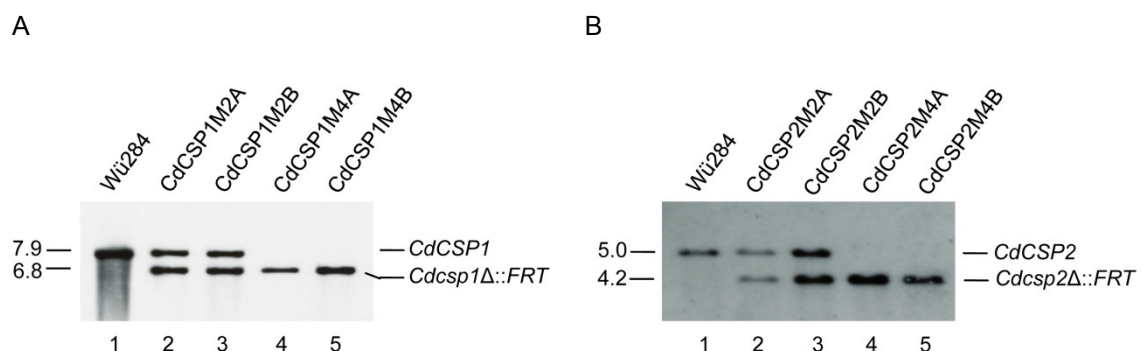 A
Wü284
CdCSP1M2A
CdCSP1M2B
CdCSP1M4A
CdCSP1M4B
7.9
6.8
CdCSP1
Cdcsp1Δ::FRT
1 2 3 4 5
B
Wü284
CdCSP2M2A
CdCSP2M2B
CdCSP2M4A
CdCSP2M4B
5.0
4.2
CdCSP2
Cdcsp2Δ::FRT
1 2 3 4 5